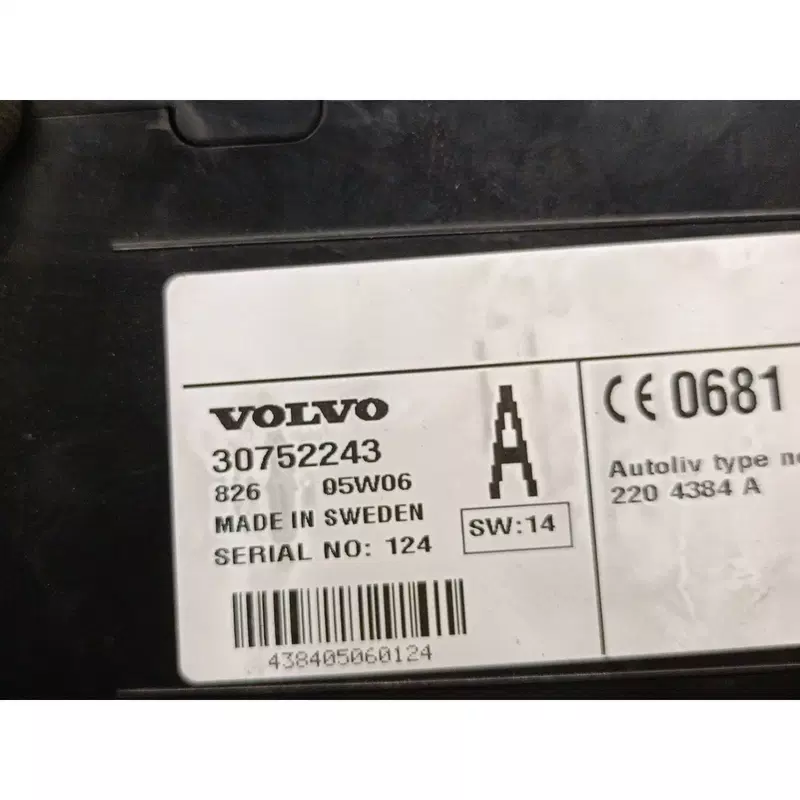 VOLVO
30752243
826 05W06
MADE IN SWEDEN
SERIAL NO: 124
438405060124
A
SW:14
CE 0681
Autoliv type
220 4384 A